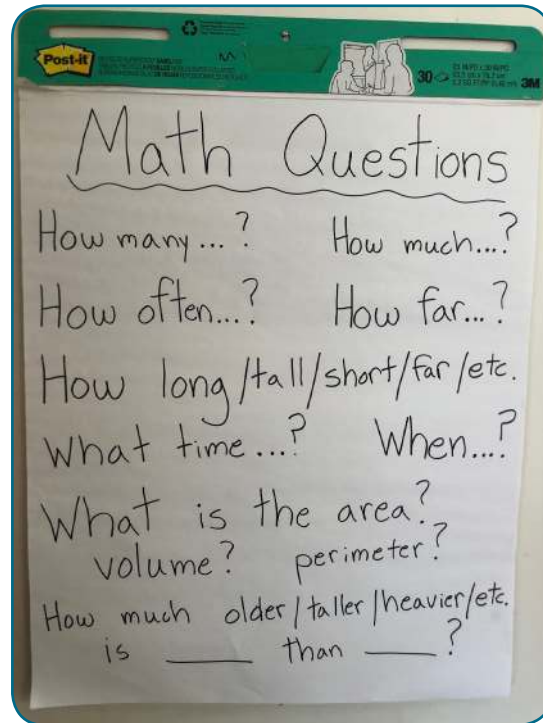 Post-it
30
3M
Math Questions
How many...? How much...?
How often...? How far...?
How long/tall/short/far/etc.
What time...? When...?
What is the area?
volume? perimeter?
How much older/taller/heavier/etc.
is ____ than ____?